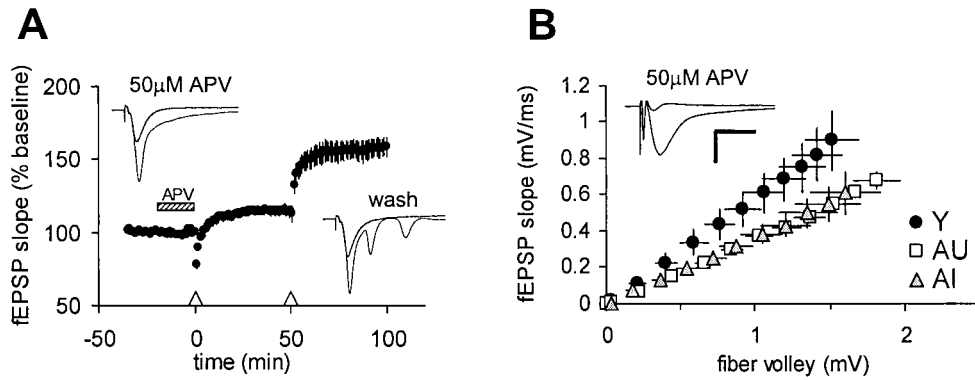 A
fEPSP slope (% baseline)
200
150
100
50
50µM APV
APV
wash
-50
0
50
100
time (min)
B
fEPSP slope (mV/ms)
1.2
1
0.8
0.6
0.4
0.2
0
50µM APV
Y
AU
AI
0
1
2
fiber volley (mV)